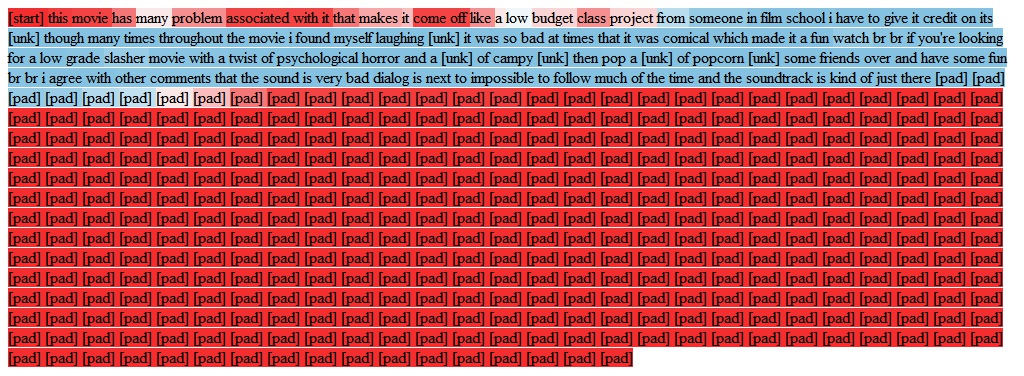 [start] this movie has many problem associated with it that makes it come off like a low budget class project from someone in film school i have to give it credit on its
[unk] though many times throughout the movie i found myself laughing [unk] it was so bad at times that it was comical which made it a fun watch br br if you're looking
for a low grade slasher movie with a twist of psychological horror and a [unk] of campy [unk] then pop a [unk] of popcorn [unk] some friends over and have some fun
br br i agree with other comments that the sound is very bad dialog is next to impossible to follow much of the time and the soundtrack is kind of just there [pad] [pad]
[pad] [pad] [pad] [pad] [pad] [pad] [pad] [pad] [pad] [pad] [pad] [pad] [pad] [pad] [pad] [pad] [pad] [pad] [pad] [pad] [pad] [pad] [pad] [pad] [pad] [pad] [pad]
[pad] [pad] [pad] [pad] [pad] [pad] [pad] [pad] [pad] [pad] [pad] [pad] [pad] [pad] [pad] [pad] [pad] [pad] [pad] [pad] [pad] [pad] [pad] [pad] [pad] [pad] [pad]
[pad] [pad] [pad] [pad] [pad] [pad] [pad] [pad] [pad] [pad] [pad] [pad] [pad] [pad] [pad] [pad] [pad] [pad] [pad] [pad] [pad] [pad] [pad] [pad] [pad] [pad] [pad]
[pad] [pad] [pad] [pad] [pad] [pad] [pad] [pad] [pad] [pad] [pad] [pad] [pad] [pad] [pad] [pad] [pad] [pad] [pad] [pad] [pad] [pad] [pad] [pad] [pad] [pad] [pad]
[pad] [pad] [pad] [pad] [pad] [pad] [pad] [pad] [pad] [pad] [pad] [pad] [pad] [pad] [pad] [pad] [pad] [pad] [pad] [pad] [pad] [pad] [pad] [pad] [pad] [pad] [pad]
[pad] [pad] [pad] [pad] [pad] [pad] [pad] [pad] [pad] [pad] [pad] [pad] [pad] [pad] [pad] [pad] [pad] [pad] [pad] [pad] [pad] [pad] [pad] [pad] [pad] [pad] [pad]
[pad] [pad] [pad] [pad] [pad] [pad] [pad] [pad] [pad] [pad] [pad] [pad] [pad] [pad] [pad] [pad] [pad] [pad] [pad] [pad] [pad] [pad] [pad] [pad] [pad] [pad] [pad]
[pad] [pad] [pad] [pad] [pad] [pad] [pad] [pad] [pad] [pad] [pad] [pad] [pad] [pad] [pad] [pad] [pad] [pad] [pad] [pad] [pad] [pad] [pad] [pad] [pad] [pad] [pad]
[pad] [pad] [pad] [pad] [pad] [pad] [pad] [pad] [pad] [pad] [pad] [pad] [pad] [pad] [pad] [pad] [pad] [pad] [pad] [pad] [pad] [pad] [pad] [pad] [pad] [pad] [pad]
[pad] [pad] [pad] [pad] [pad] [pad] [pad] [pad] [pad] [pad] [pad] [pad] [pad] [pad] [pad] [pad] [pad] [pad] [pad] [pad] [pad] [pad] [pad] [pad] [pad] [pad] [pad]
[pad] [pad] [pad] [pad] [pad] [pad] [pad] [pad] [pad] [pad] [pad] [pad] [pad] [pad] [pad] [pad] [pad] [pad] [pad] [pad] [pad] [pad] [pad] [pad] [pad] [pad] [pad]
[pad] [pad] [pad] [pad] [pad] [pad] [pad] [pad] [pad] [pad] [pad] [pad] [pad] [pad] [pad] [pad] [pad] [pad] [pad] [pad] [pad] [pad] [pad] [pad] [pad] [pad] [pad]
[pad] [pad] [pad] [pad] [pad] [pad] [pad] [pad] [pad] [pad] [pad] [pad] [pad] [pad] [pad] [pad] [pad] [pad] [pad] [pad] [pad] [pad] [pad] [pad] [pad] [pad] [pad]
[pad] [pad] [pad] [pad] [pad] [pad] [pad] [pad] [pad] [pad] [pad] [pad] [pad] [pad] [pad] [pad] [pad]